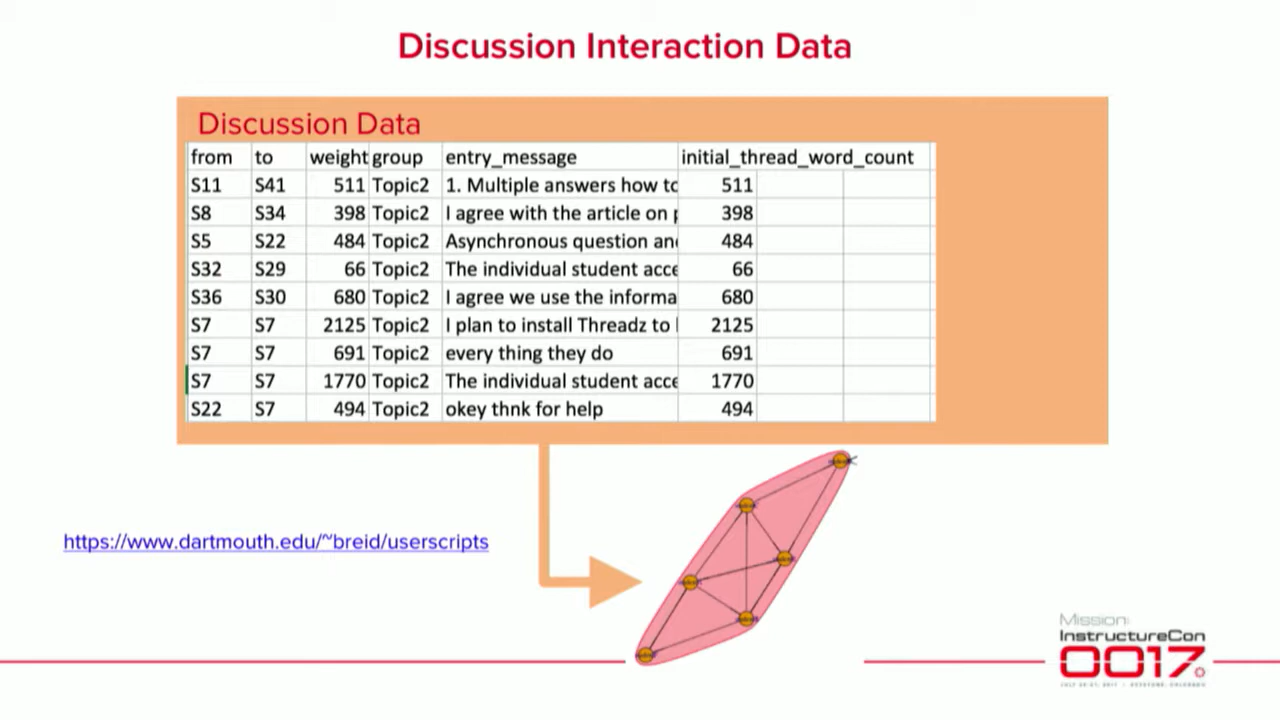 Discussion Interaction Data
Discussion Data
from to weight group entry_message initial_thread_word_count
S11 S41 511 Topic2 1. Multiple answers how to 511
S8 S34 398 Topic2 I agree with the article on p 398
S5 S22 484 Topic2 Asynchronous question an 484
S32 S29 66 Topic2 The individual student acce 66
S36 S30 680 Topic2 I agree we use the informa 680
S7 S7 2125 Topic2 I plan to install Threadz to 2125
S7 S7 691 Topic2 every thing they do 691
S7 S7 1770 Topic2 The individual student acce 1770
S22 S7 494 Topic2 okey thnk for help 494
https://www.dartmouth.edu/~breid/userscripts
Mission:
InstructureCon
0017